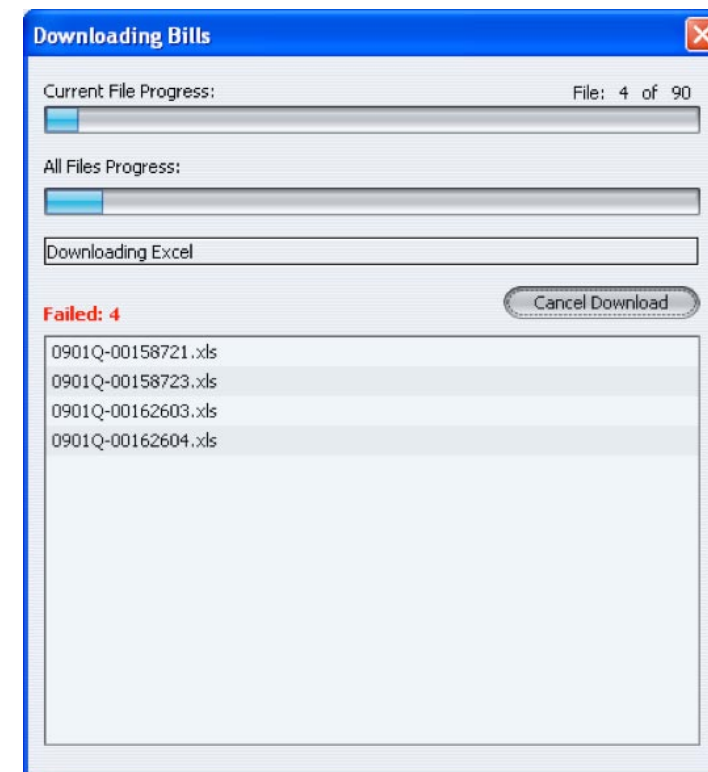 Downloading Bills
Current File Progress: File: 4 of 90
All Files Progress:
Downloading Excel
Cancel Download
Failed: 4
0901Q-00158721.xls
0901Q-00158723.xls
0901Q-00162603.xls
0901Q-00162604.xls